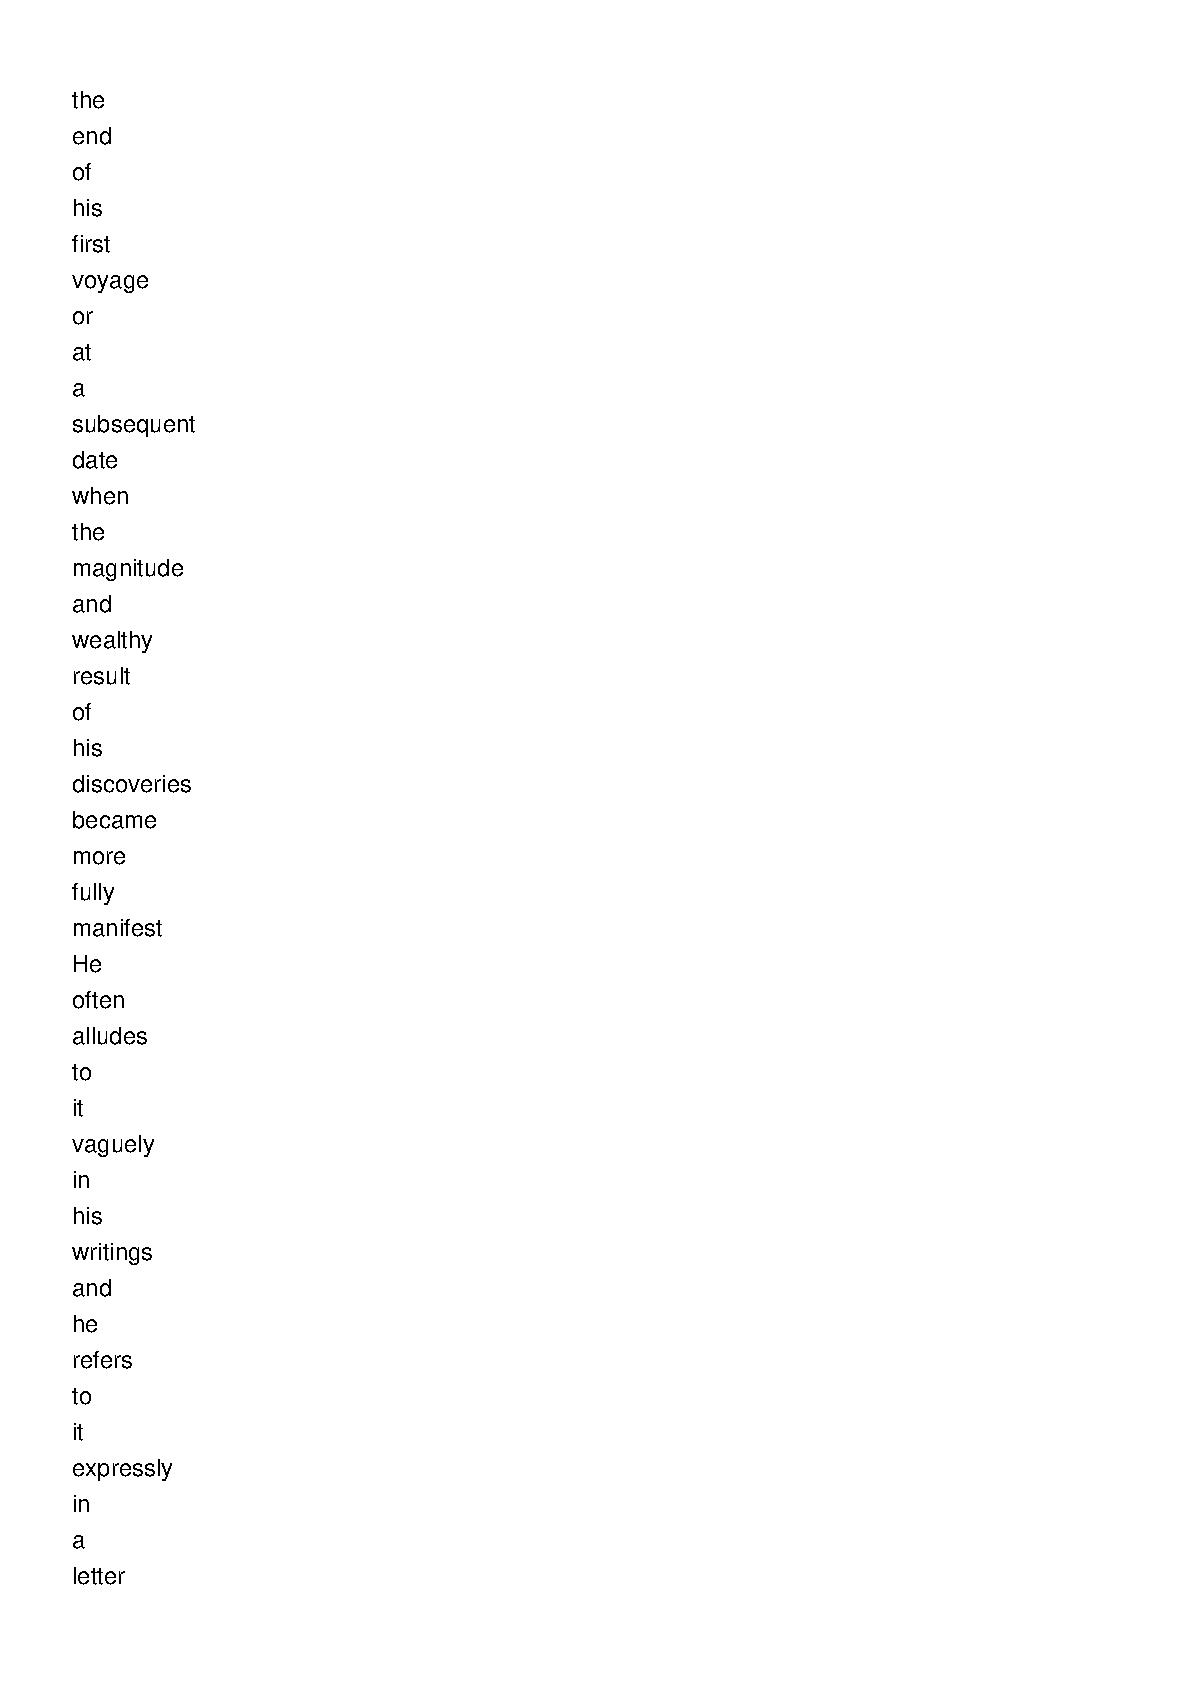 the
end
of
his
first
voyage
or
at
a
subsequent
date
when
the
magnitude
and
wealthy
result
of
his
discoveries
became
more
fully
manifest
He
often
alludes
to
it
vaguely
in
his
writings
and
he
refers
to
it
expressly
in
a
letter